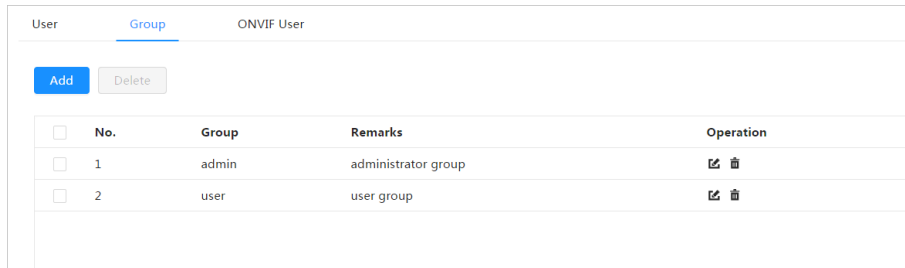 User Group ONVIF User
Add Delete
No. Group Remarks Operation
1 admin administrator group
2 user user group